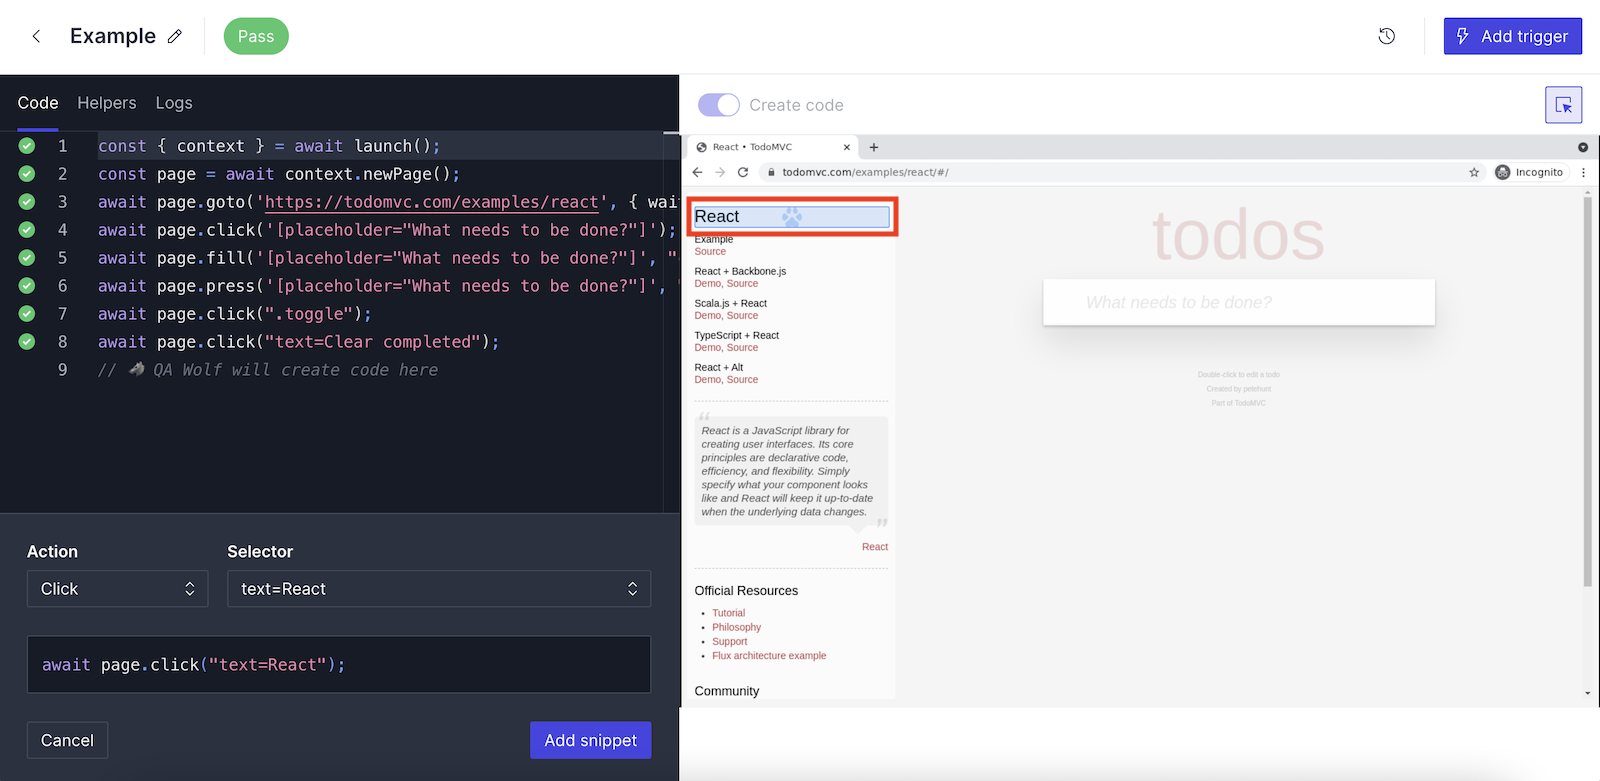 Example
Pass
Add trigger
Code Helpers Logs
Create code
1 const { context } = await launch();
2 const page = await context.newPage();
3 await page.goto('https://todomvc.com/examples/react', { wai
4 await page.click('[placeholder="What needs to be done?"]');
5 await page.fill('[placeholder="What needs to be done?"]', "
6 await page.press('[placeholder="What needs to be done?"]',
7 await page.click(".toggle");
8 await page.click("text=Clear completed");
9 // QA Wolf will create code here
Action
Selector
Click
text=React
await page.click("text=React");
Cancel
Add snippet
React • TodoMVC
todomvc.com/examples/react/#/
Incognito
React
Example
Source
React + Backbone.js
Demo, Source
Scala.js + React
Demo, Source
TypeScript + React
Demo, Source
React + Alt
Demo, Source
“
React is a JavaScript library for
creating user interfaces. Its core
principles are declarative code,
efficiency, and flexibility. Simply
specify what your component looks
like and React will keep it up-to-date
when the underlying data changes.
”
React
Official Resources
• Tutorial
• Philosophy
• Support
• Flux architecture example
Community
todos
What needs to be done?
Double-click to edit a todo
Created by petehunt
Part of TodoMVC